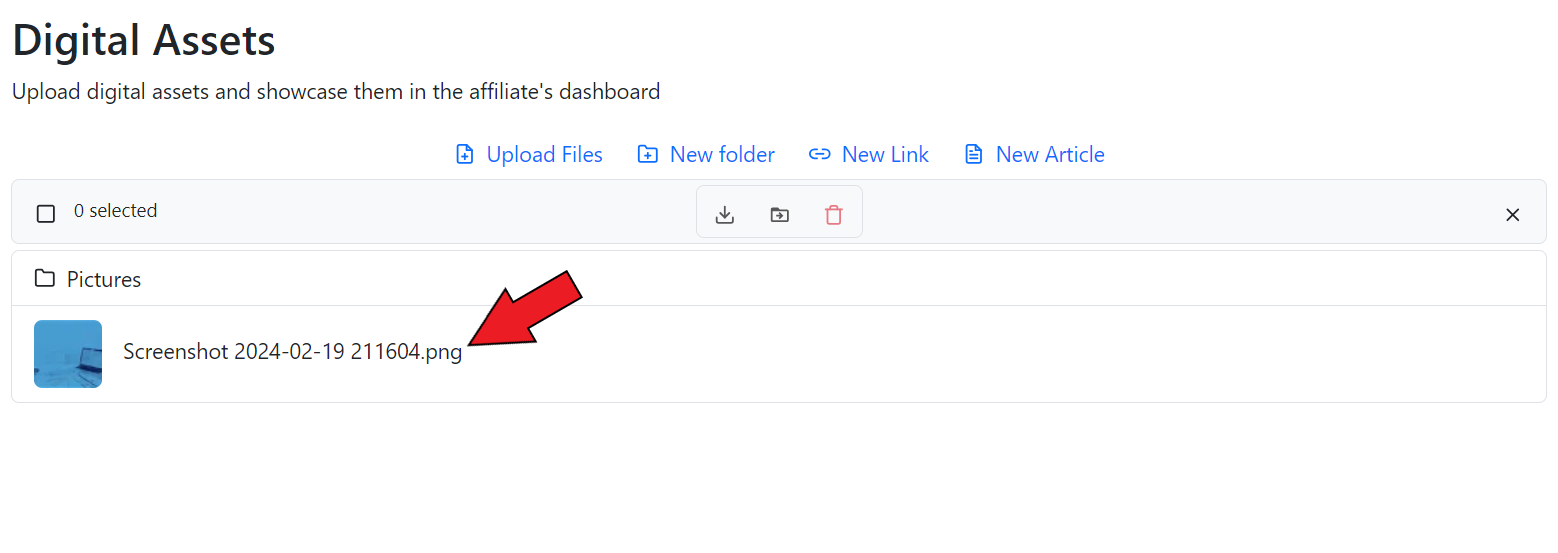 Digital Assets
Upload digital assets and showcase them in the affiliate's dashboard
Upload Files New folder New Link New Article
0 selected
Pictures
Screenshot 2024-02-19 211604.png